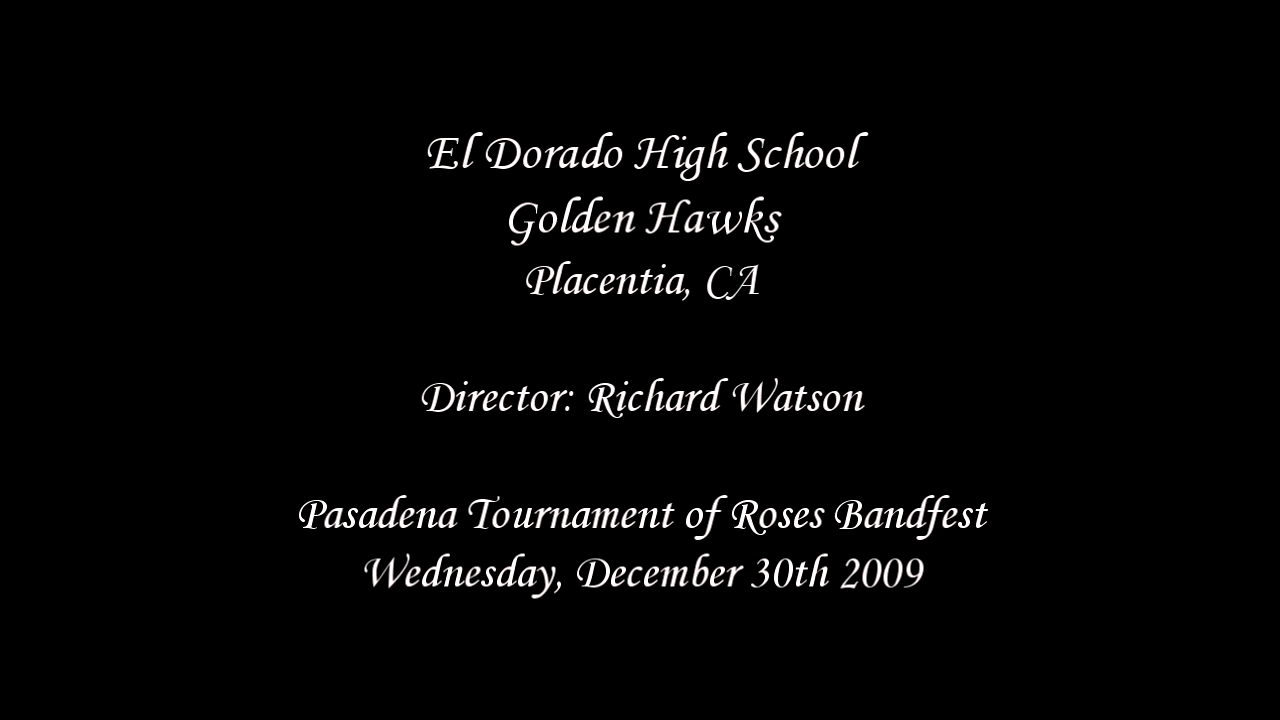 El Dorado High School
Golden Hawks
Placentia, CA
Director: Richard Watson
Pasadena Tournament of Roses Bandfest
Wednesday, December 30th 2009